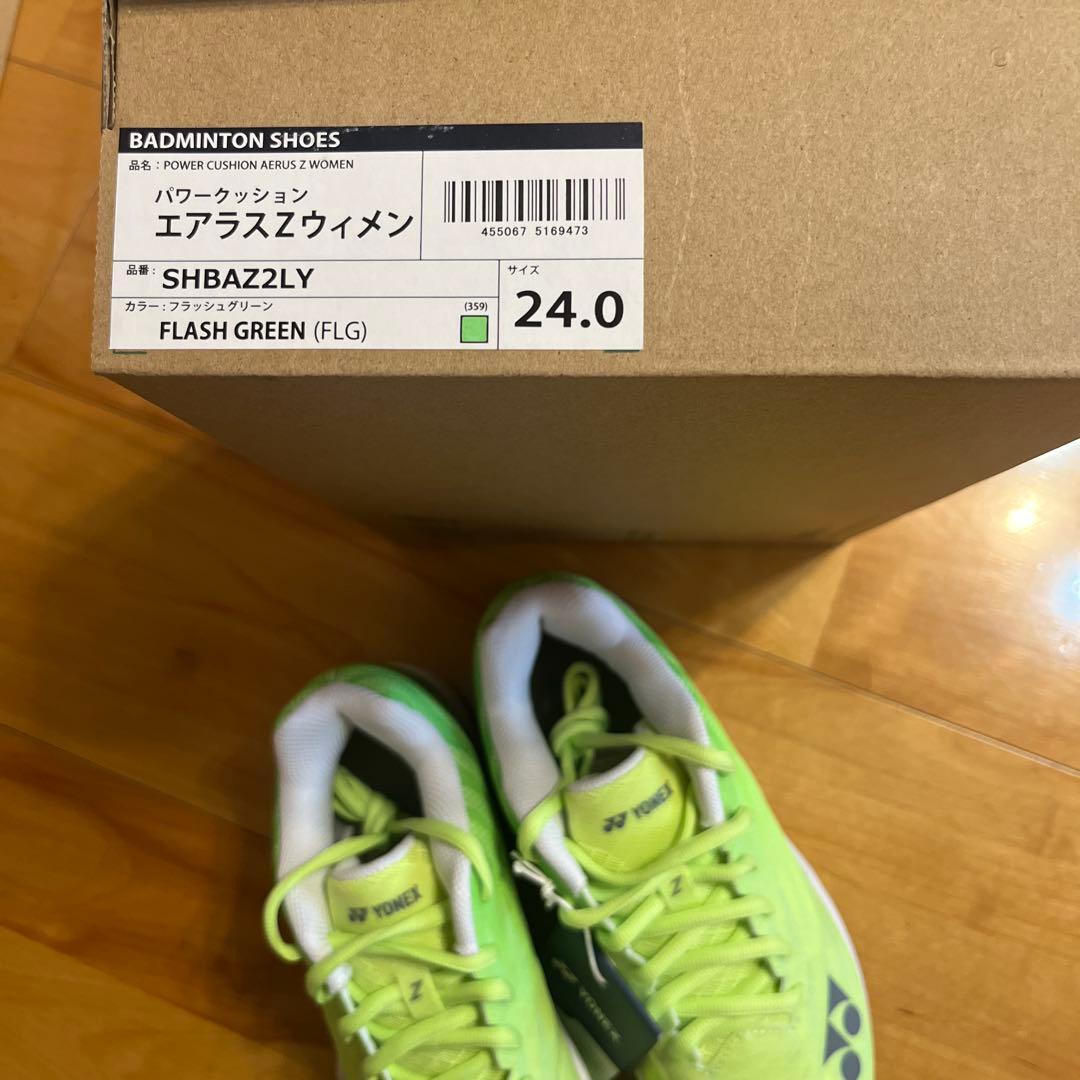 BADMINTON SHOES
品名：POWER CUSHION AERUS Z WOMEN
パワークッション
エアラスZウィメン
455067 5169473
品番：SHBAZ2LY
サイズ
24.0
カラー：フラッシュグリーン
(359)
FLASH GREEN (FLG)
YONEX
Z
YONEX
Z
YONEX